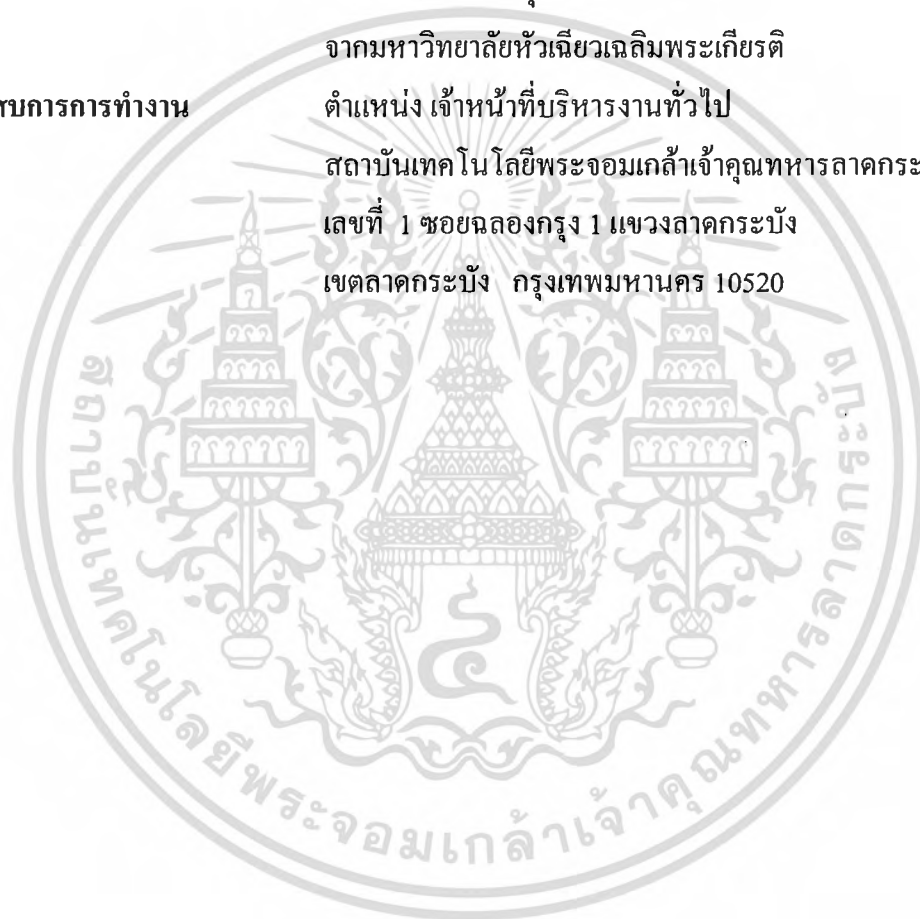 จากมหาวิทยาลัยหัวเฉียวเฉลิมพระเกียรติ
บการการทำงาน ตำแหน่ง เจ้าหน้าที่บริหารงานทั่วไป
สถาบันเทคโนโลยีพระจอมเกล้าเจ้าคุณทหารลาดกระ
เลขที่ 1 ซอยฉลองกรุง 1 แขวงลาดกระบัง
เขตลาดกระบัง กรุงเทพมหานคร 10520
สถาบันเทคโนโลยีพระจอมเกล้าเจ้าคุณทหารลาดกระบัง
๔